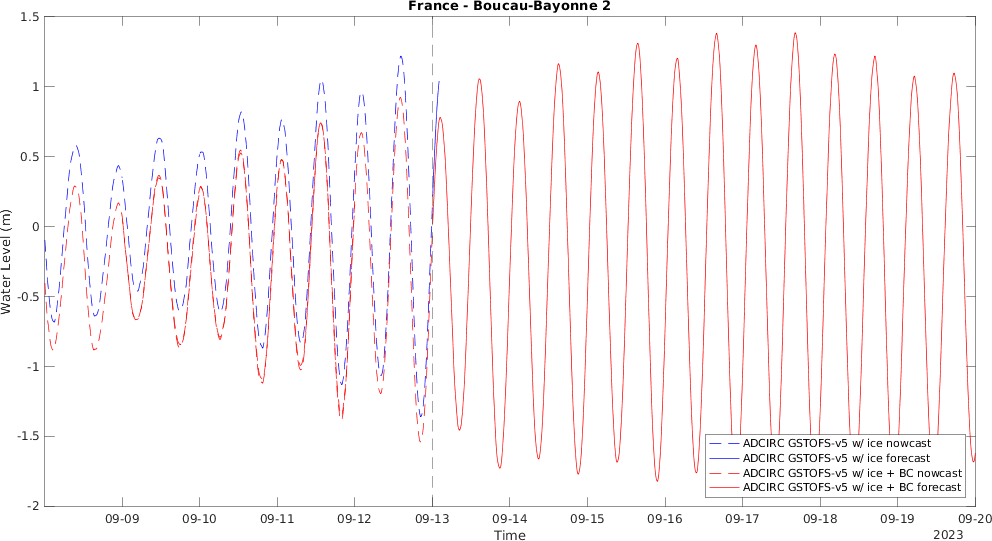 France - Boucau-Bayonne 2
1.5
1
0.5
0
-0.5
-1
-1.5
-2
Water Level (m)
ADCIRC GSTOFS-v5 w/ ice nowcast
ADCIRC GSTOFS-v5 w/ ice forecast
ADCIRC GSTOFS-v5 w/ ice + BC nowcast
ADCIRC GSTOFS-v5 w/ ice + BC forecast
09-09 09-10 09-11 09-12 09-13 09-14 09-15 09-16 09-17 09-18 09-19 09-20
Time
2023